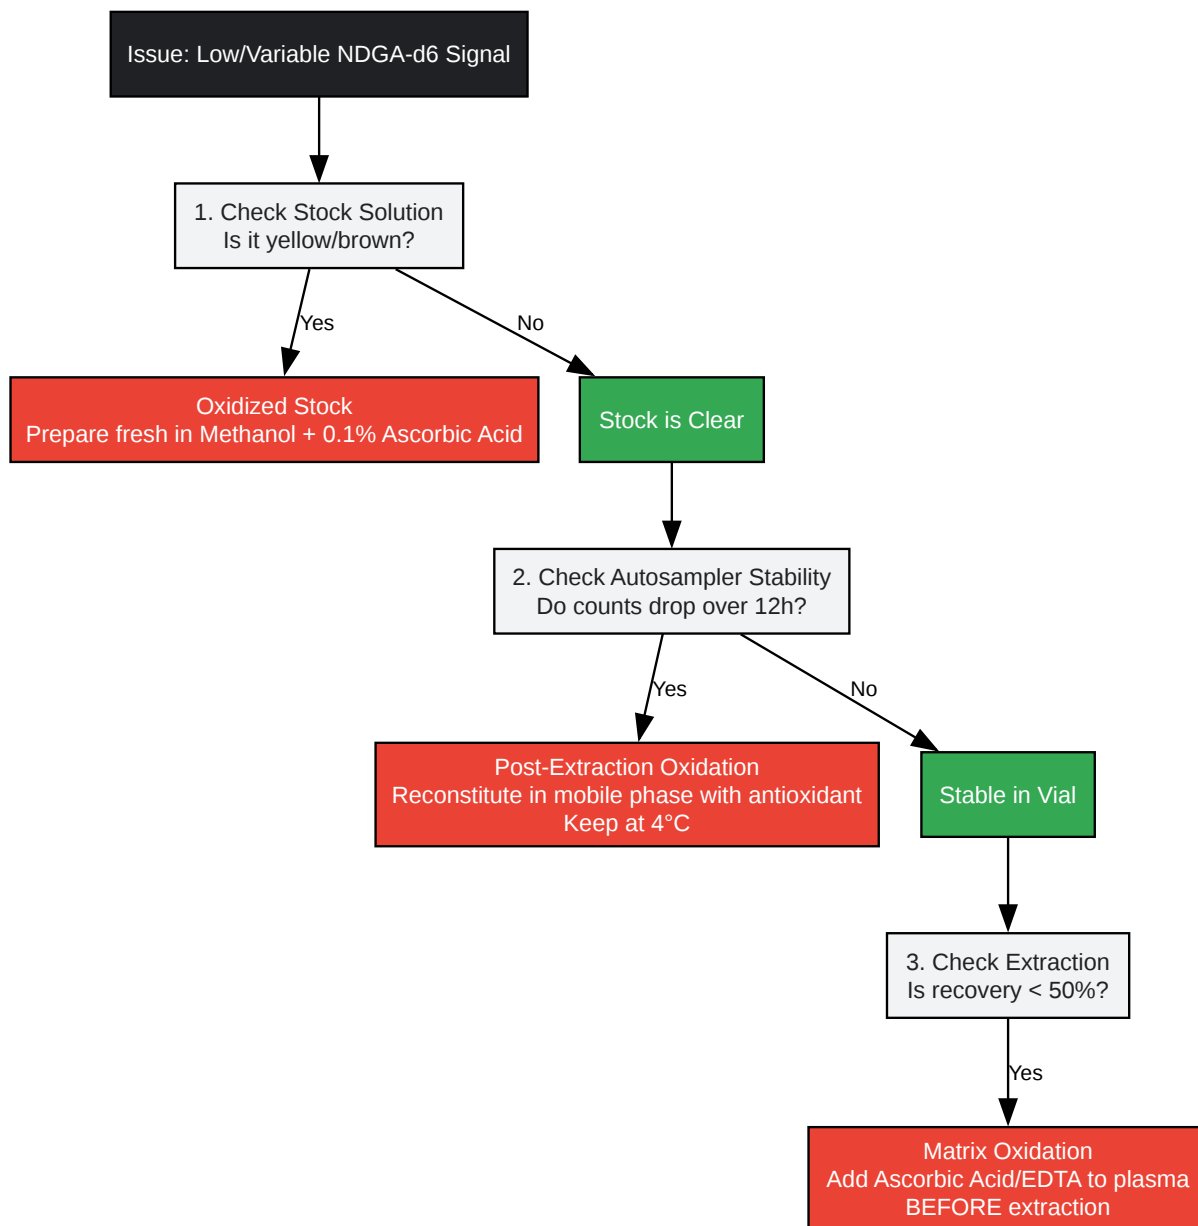 Issue: Low/Variable NDGA-d6 Signal
1. Check Stock Solution
Is it yellow/brown?
Yes
No
Oxidized Stock
Prepare fresh in Methanol + 0.1% Ascorbic Acid
Stock is Clear
2. Check Autosampler Stability
Do counts drop over 12h?
Yes
No
Post-Extraction Oxidation
Reconstitute in mobile phase with antioxidant
Keep at 4°C
Stable in Vial
3. Check Extraction
Is recovery < 50%?
Yes
Matrix Oxidation
Add Ascorbic Acid/EDTA to plasma
BEFORE extraction